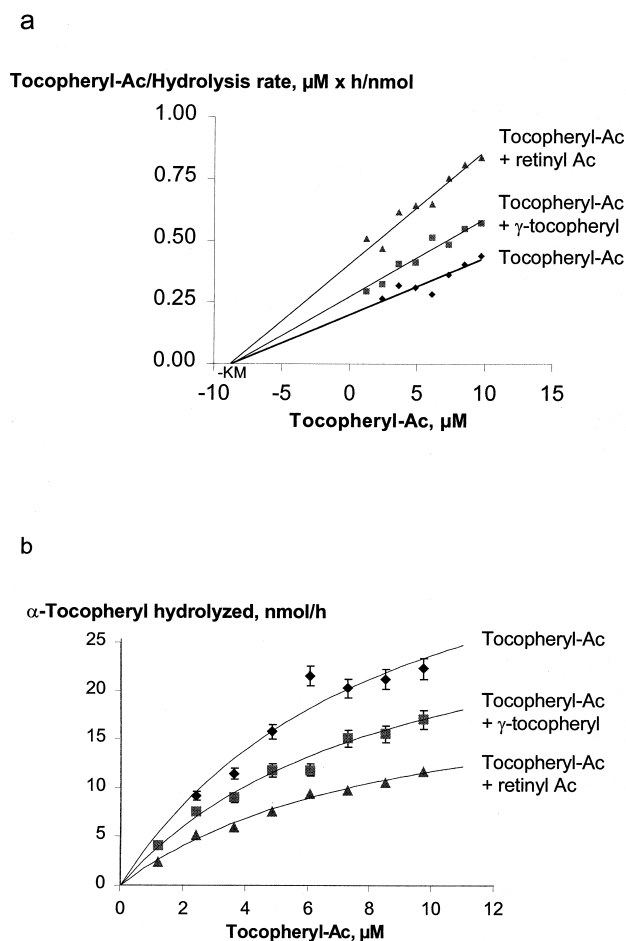 a
Tocopheryl-Ac/Hydrolysis rate, µM x h/nmol
1.00
0.75
0.50
0.25
0.00
Tocopheryl-Ac
+ retinyl Ac
Tocopheryl-Ac
+ γ-tocopheryl
Tocopheryl-Ac
-KM
-10
-5
0
5
10
15
Tocopheryl-Ac, µM
b
α-Tocopheryl hydrolyzed, nmol/h
25
20
15
10
5
0
Tocopheryl-Ac
Tocopheryl-Ac
+ γ-tocopheryl
Tocopheryl-Ac
+ retinyl Ac
0
2
4
6
8
10
12
Tocopheryl-Ac, µM